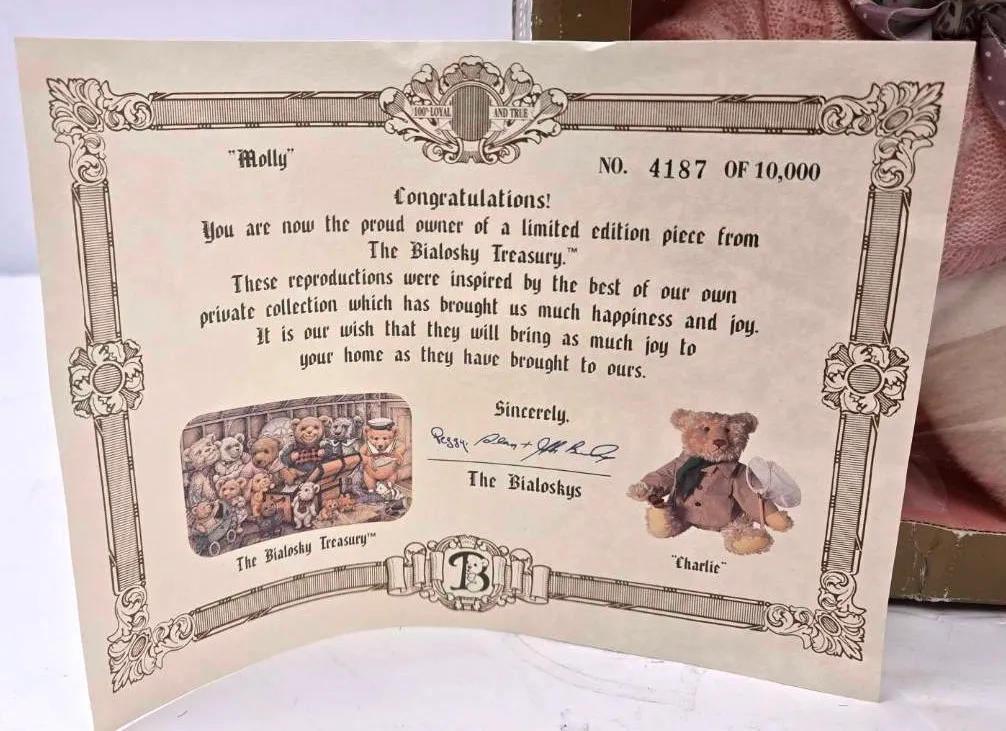 100% LOYAL AND TRUE
"Molly"
NO. 4187 OF 10,000
Congratulations!
You are now the proud owner of a limited edition piece from
The Bialosky Treasury.™
These reproductions were inspired by the best of our own
private collection which has brought us much happiness and joy.
It is our wish that they will bring as much joy to
your home as they have brought to ours.
Sincerely.
Peggy,
The Bialoskys
The Bialosky Treasury™
"Charlie"
B